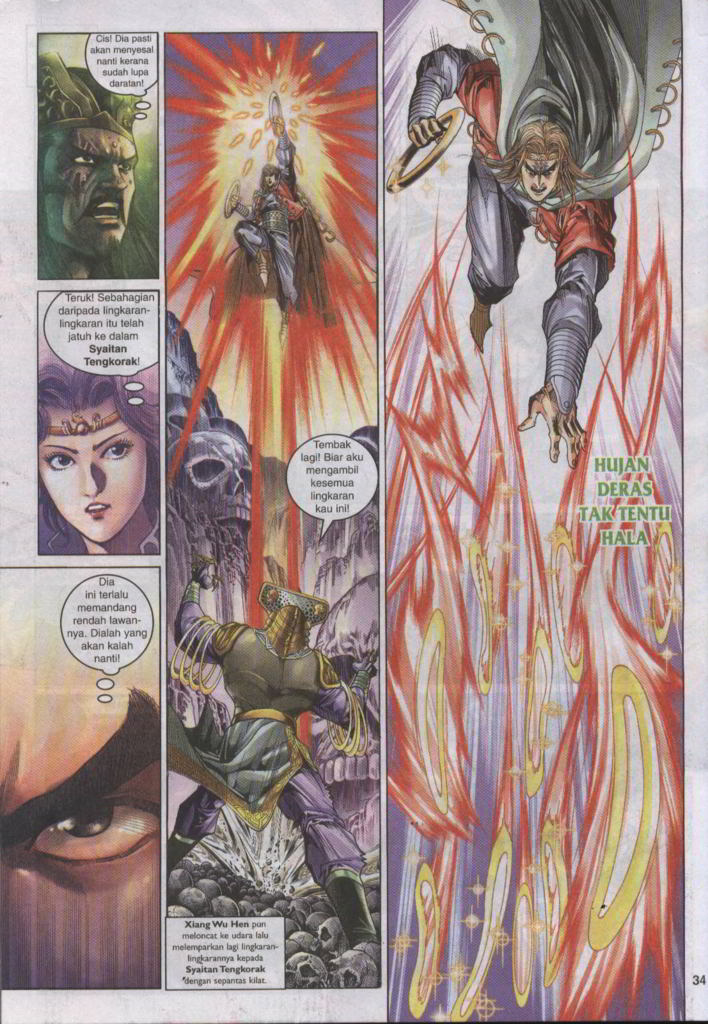 Cis! Dia pasti
akan menyesal
nanti kerana
sudah lupa
daratan!
Teruk! Sebahagian
daripada lingkaran-
lingkaran itu telah
jatuh ke dalam
Syaitan
Tengkorak!
Dia
ini terlalu
memandang
rendah lawan-
nya. Dialah yang
akan kalah
nanti!
Tembak
lagi! Biar aku
mengambil
kesemua
lingkaran
kau ini!
Xiang Wu Hen pun
meloncat ke udara lalu
melemparkan lagi lingkaran-
lingkarannya kepada
Syaitan Tengkorak
dengan sepantas kilat.
HUJAN
DERAS
TAK TENTU
HALA
34